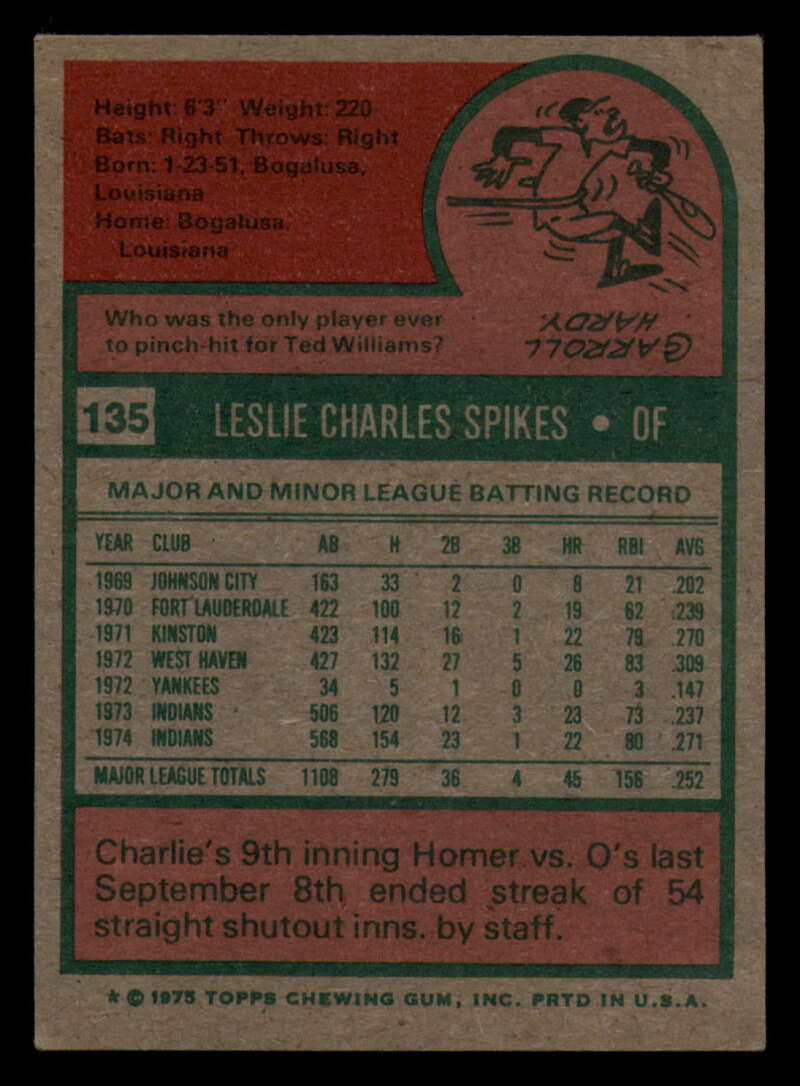 Height: 6'3" Weight: 220
Bats: Right Throws: Right
Born: 1-23-51, Bogalusa,
Louisiana
Home: Bogalusa,
Louisiana
Who was the only player ever
to pinch-hit for Ted Williams?
CARROLL
HARDY.
135 LESLIE CHARLES SPIKES • OF
MAJOR AND MINOR LEAGUE BATTING RECORD
YEAR CLUB AB H 2B 3B HR RBI AVG
1969 JOHNSON CITY 163 33 2 0 8 21 .202
1970 FORT LAUDERDALE 422 100 12 2 19 62 .239
1971 KINSTON 423 114 16 1 22 79 .270
1972 WEST HAVEN 427 132 27 5 26 83 .309
1972 YANKEES 34 5 1 0 0 3 .147
1973 INDIANS 506 120 12 3 23 73 .237
1974 INDIANS 568 154 23 1 22 80 .271
MAJOR LEAGUE TOTALS 1108 279 36 4 45 156 .252
Charlie's 9th inning Homer vs. O's last
September 8th ended streak of 54
straight shutout inns. by staff.
* © 1975 TOPPS CHEWING GUM, INC. PRTD IN U.S.A.